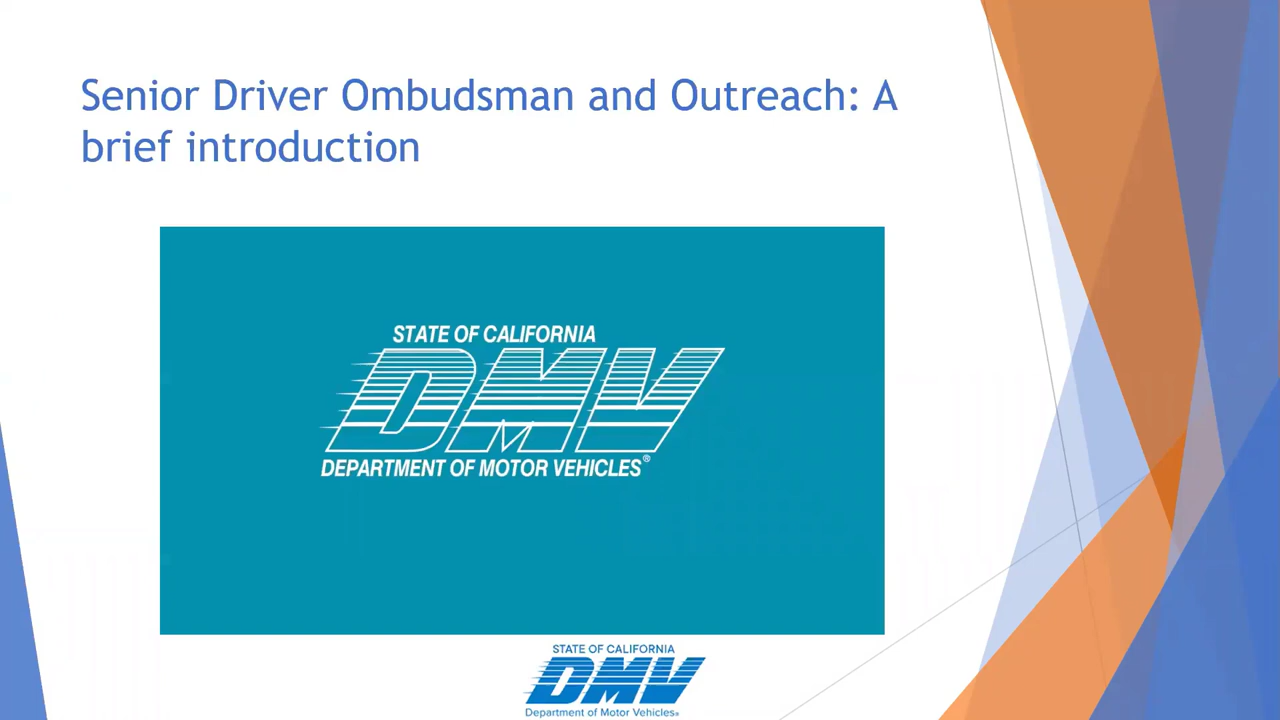 Senior Driver Ombudsman and Outreach: A
brief introduction
STATE OF CALIFORNIA
DMV
DEPARTMENT OF MOTOR VEHICLES®
STATE OF CALIFORNIA
DMV
Department of Motor Vehicles®